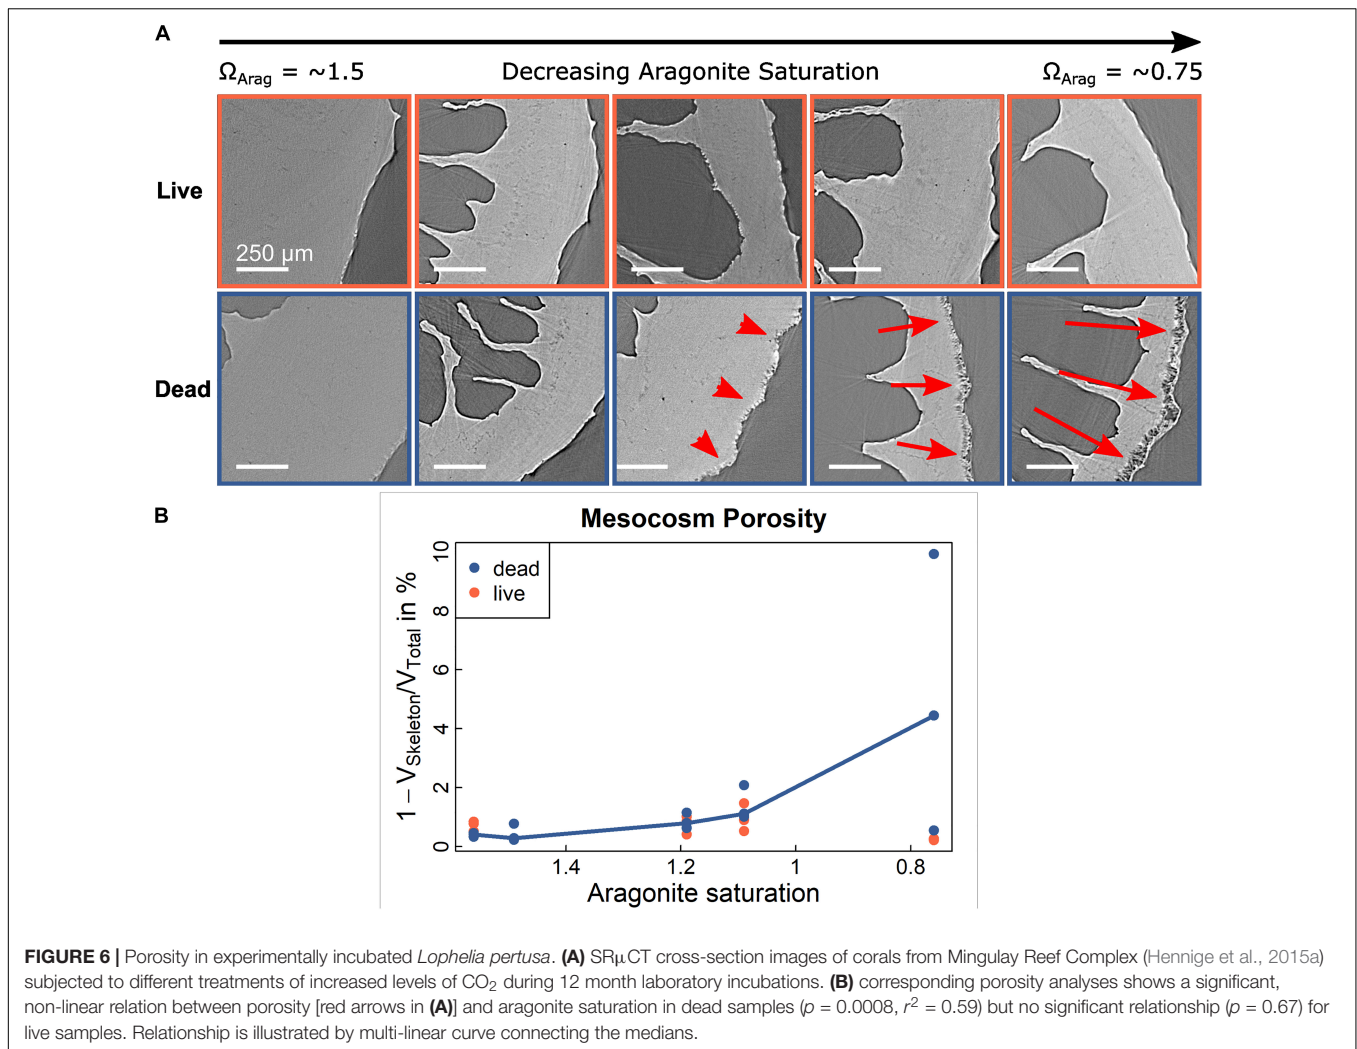 A
Ω_Arag = ~1.5 Decreasing Aragonite Saturation Ω_Arag = ~0.75
Live
250 µm
Dead
B
Mesocosm Porosity
1 − V_Skeleton/V_Total in %
10
8
6
4
2
0
dead
live
1.4 1.2 1 0.8
Aragonite saturation
FIGURE 6 | Porosity in experimentally incubated Lophelia pertusa. (A) SRµCT cross-section images of corals from Mingulay Reef Complex (Hennige et al., 2015a)
subjected to different treatments of increased levels of CO₂ during 12 month laboratory incubations. (B) corresponding porosity analyses shows a significant,
non-linear relation between porosity [red arrows in (A)] and aragonite saturation in dead samples (p = 0.0008, r² = 0.59) but no significant relationship (p = 0.67) for
live samples. Relationship is illustrated by multi-linear curve connecting the medians.